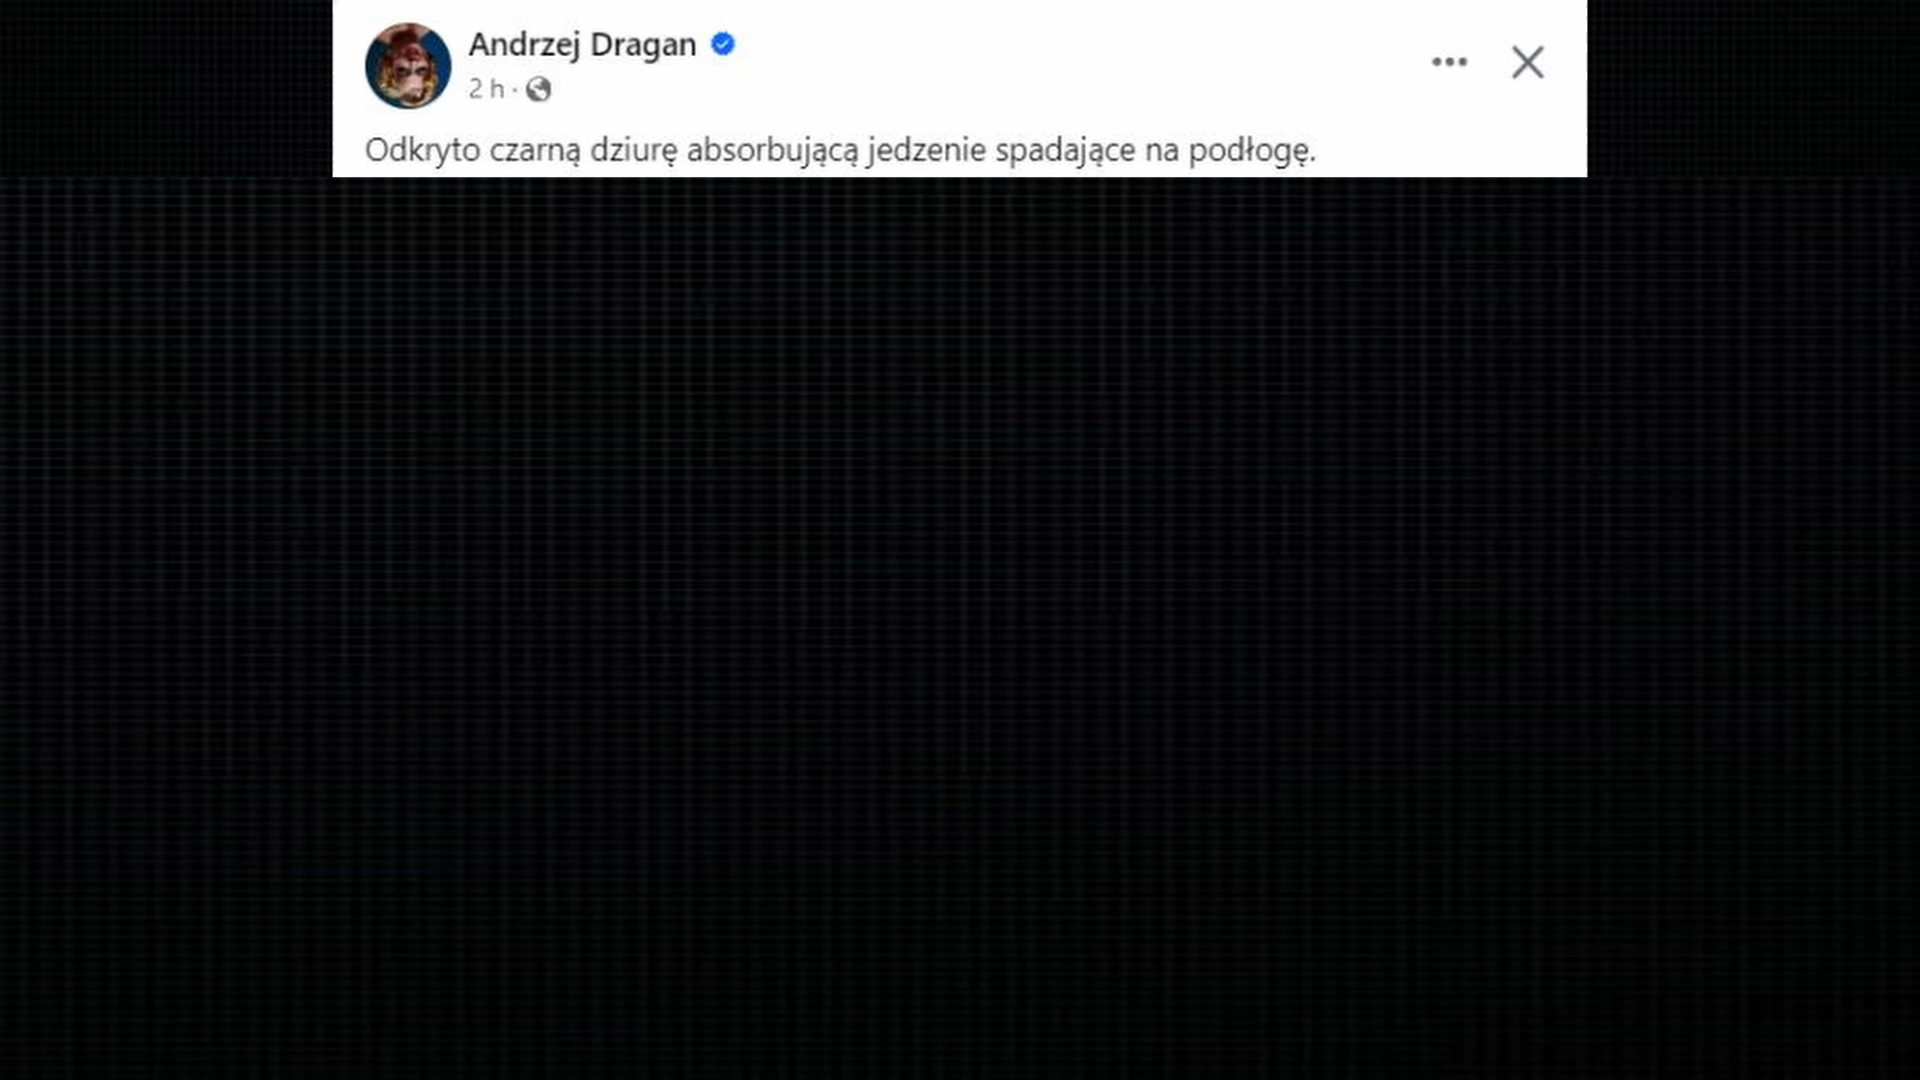 Andrzej Dragan
2 h ·
Odkryto czarną dziurę absorbującą jedzenie spadające na podłogę.